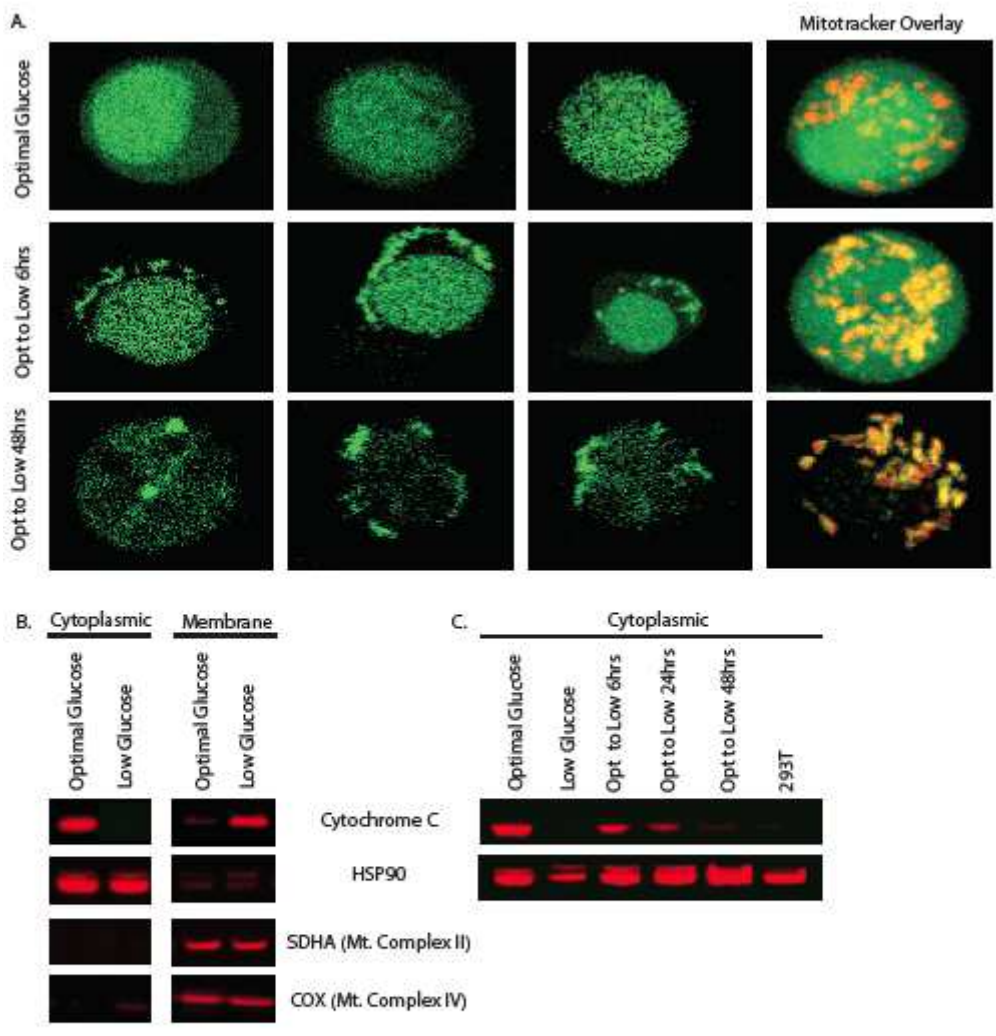 A.
Mitotracker Overlay
Optimal Glucose
Opt to Low 6hrs
Opt to Low 48hrs
B.
Cytoplasmic
Membrane
Optimal Glucose
Low Glucose
Optimal Glucose
Low Glucose
C.
Cytoplasmic
Optimal Glucose
Low Glucose
Opt to Low 6hrs
Opt to Low 24hrs
Opt to Low 48hrs
293T
Cytochrome C
HSP90
SDHA (Mt. Complex II)
COX (Mt. Complex IV)